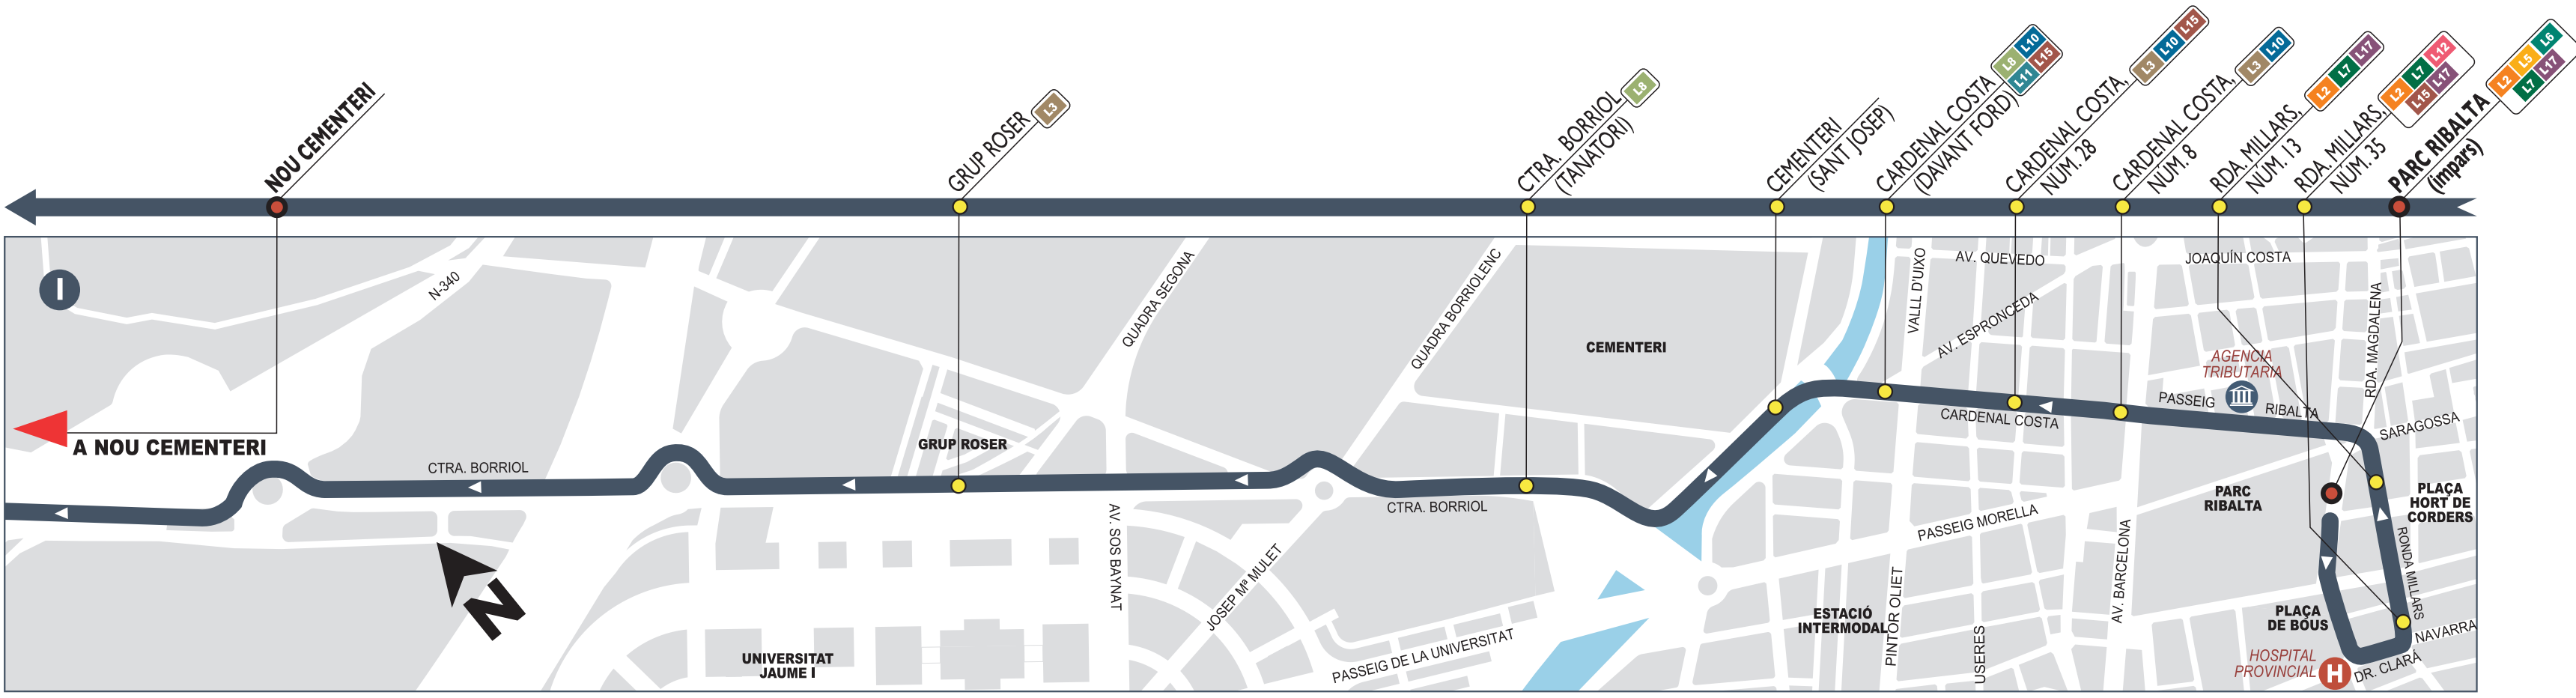 NOU CEMENTERI
GRUP ROSER
L3
CTRA. BORRIOL
(TANATORI)
L8
CEMENTERI
(SANT JOSEP)
CARDENAL COSTA
(DAVANT FORD)
L8 L10
L11 L15
CARDENAL COSTA,
NÚM. 28
L3 L10 L15
CARDENAL COSTA,
NÚM. 8
L3 L10
RDA. MILLARS,
NÚM. 13
L2 L7 L17
RDA. MILLARS,
NÚM. 35
L2 L7 L12
L15 L17
PARC RIBALTA
(impars)
L2 L5 L6
L7 L17
I
N-340
QUADRA SEGONA
QUADRA BORRIOLENC
CEMENTERI
VALLL D'UIXO
AV. QUEVEDO
AV. ESPRONCEDA
JOAQUÍN COSTA
RDA. MAGDALENA
AGENCIA
TRIBUTARIA
PASSEIG RIBALTA
CARDENAL COSTA
SARAGOSSA
A NOU CEMENTERI
CTRA. BORRIOL
GRUP ROSER
CTRA. BORRIOL
PARC
RIBALTA
PLAÇA
HORT DE
CORDERS
PASSEIG MORELLA
RONDA MILLARS
N
AV. SOS BAYNAT
JOSEP Mª MULET
AV. BARCELONA
PINTOR OLIET
ESTACIÓ
INTERMODAL
USERES
PLAÇA
DE BOUS
NAVARRA
UNIVERSITAT
JAUME I
PASSEIG DE LA UNIVERSITAT
HOSPITAL
PROVINCIAL
H
DR. CLARÁ